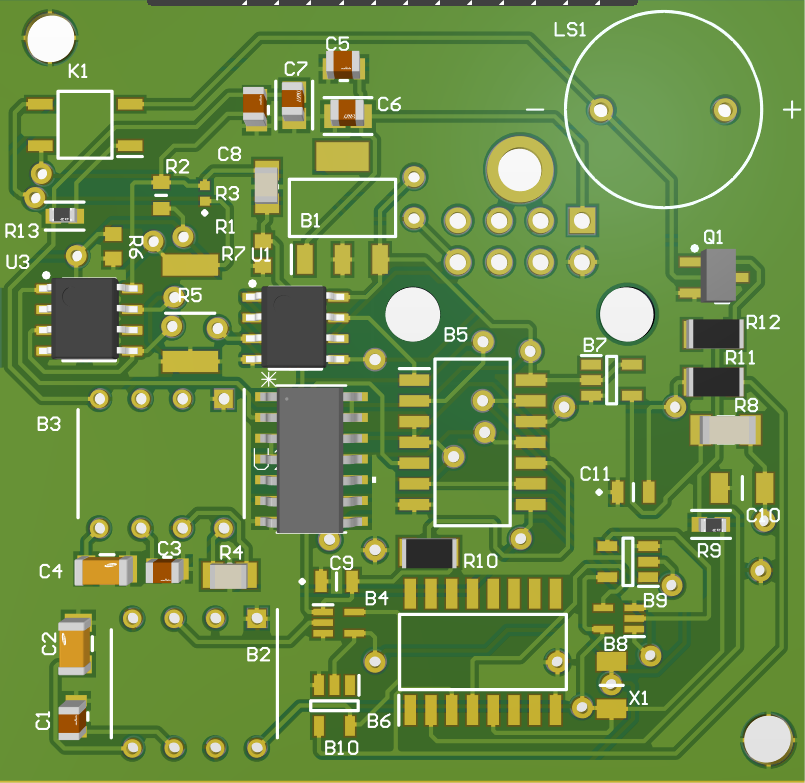 LS1
C5
K1
C7
C6
− +
C8
R2
R3
R13
R1
B1
U3
R6
R7
U1
Q1
R5
R12
B5
B7
R11
R8
B3
C11
C10
R9
C4
C3
R4
C9
R10
B4
B9
C2
B2
B8
C1
B6
X1
B10